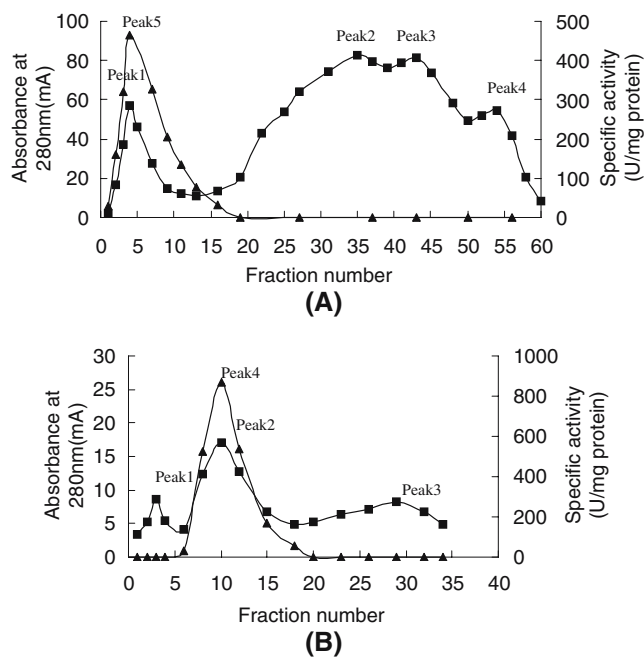 100
80
60
40
20
0
Absorbance at
280nm(mA)
Peak5
Peak1
Peak2
Peak3
Peak4
500
400
300
200
100
0
Specific activity
(U/mg protein)
0 5 10 15 20 25 30 35 40 45 50 55 60
Fraction number
(A)
30
25
20
15
10
5
0
Absorbance at
280nm(mA)
Peak4
Peak2
Peak1
Peak3
1000
800
600
400
200
0
Specific activity
(U/mg protein)
0 5 10 15 20 25 30 35 40
Fraction number
(B)